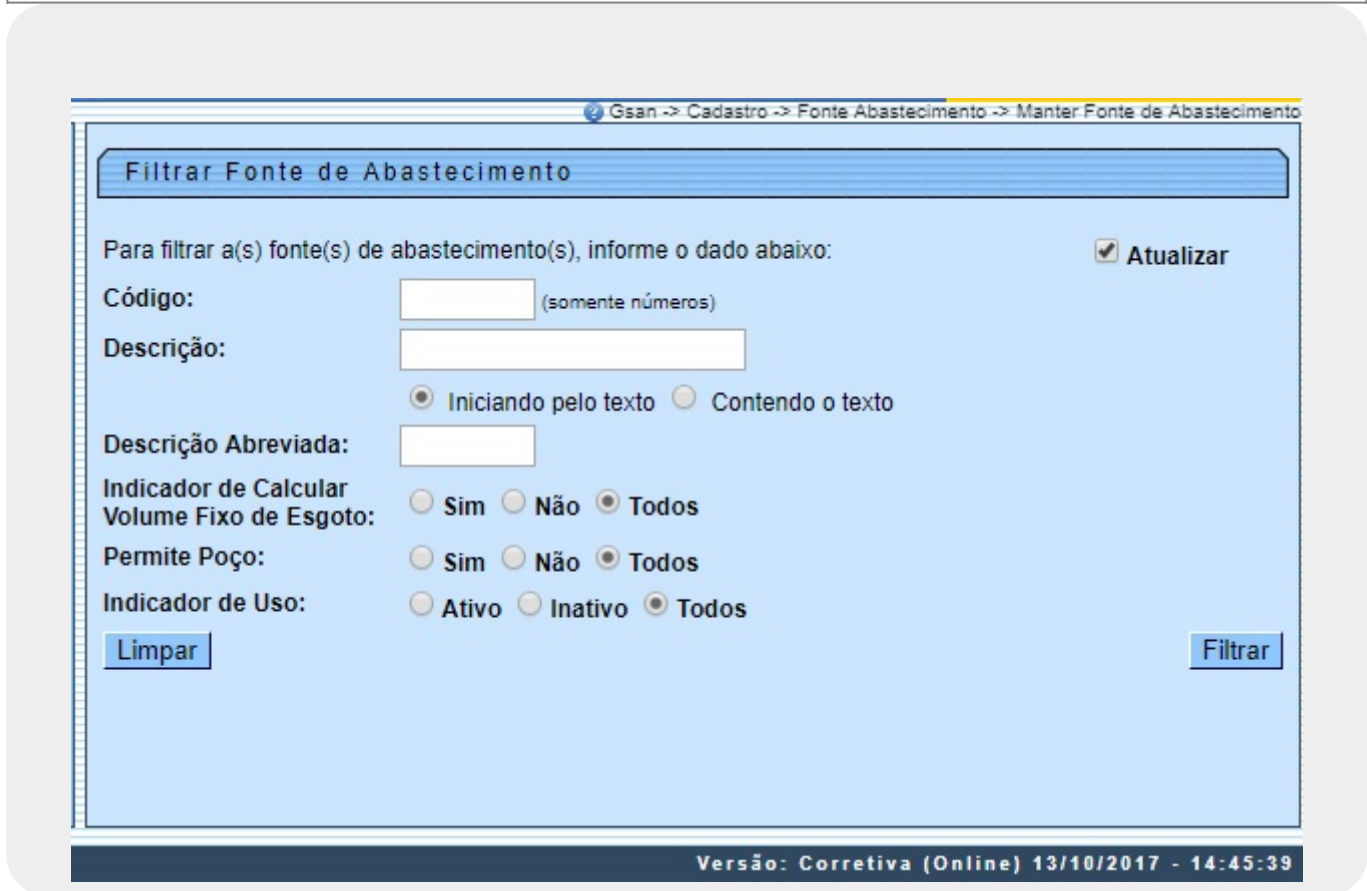 Gsan -> Cadastro -> Fonte Abastecimento -> Manter Fonte de Abastecimento
Filtrar Fonte de Abastecimento
Para filtrar a(s) fonte(s) de abastecimento(s), informe o dado abaixo:
Atualizar
Código:
(somente números)
Descrição:
Iniciando pelo texto
Contendo o texto
Descrição Abreviada:
Indicador de Calcular
Volume Fixo de Esgoto:
Sim
Não
Todos
Permite Poço:
Sim
Não
Todos
Indicador de Uso:
Ativo
Inativo
Todos
Limpar
Filtrar
Versão: Corretiva (Online) 13/10/2017 - 14:45:39